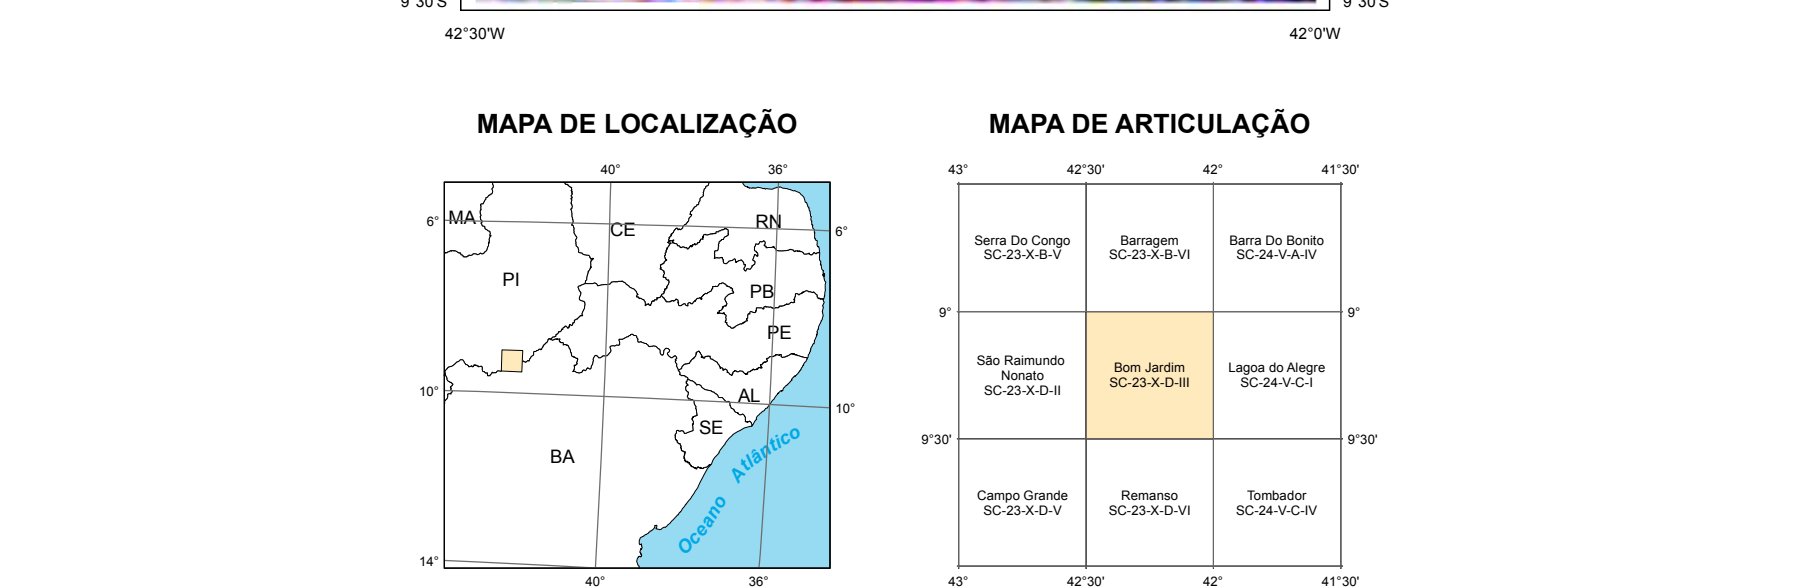 9°30'S
9°30'S
42°30'W
42°0'W
MAPA DE LOCALIZAÇÃO
40°
36°
6°
MA
CE
RN
6°
PI
PB
PE
10°
AL
10°
SE
BA
Oceano Atlântico
14°
40°
36°
MAPA DE ARTICULAÇÃO
43°
42°30'
42°
41°30'
Serra Do Congo
SC-23-X-B-V
Barragem
SC-23-X-B-VI
Barra Do Bonito
SC-24-V-A-IV
9°
9°
São Raimundo
Nonato
SC-23-X-D-II
Bom Jardim
SC-23-X-D-III
Lagoa do Alegre
SC-24-V-C-I
9°30'
9°30'
Campo Grande
SC-23-X-D-V
Remanso
SC-23-X-D-VI
Tombador
SC-24-V-C-IV
43°
42°30'
42°
41°30'